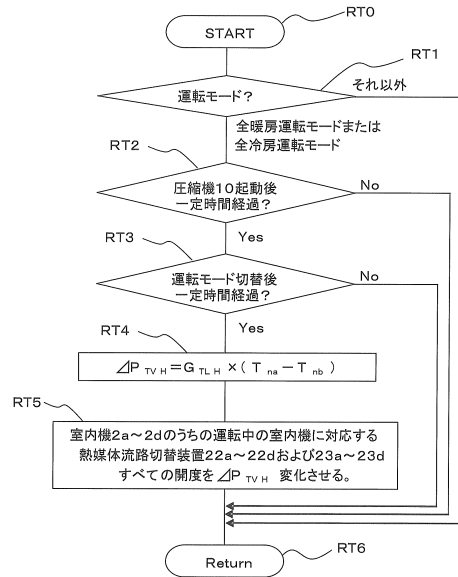 RT0
START
RT1
運転モード？
それ以外
全暖房運転モードまたは
全冷房運転モード
RT2
圧縮機10起動後
一定時間経過？
No
Yes
RT3
運転モード切替後
一定時間経過？
No
Yes
RT4
⊿P TVH＝G TLH ×( T na－T nb )
RT5
室内機2a～2dのうちの運転中の室内機に対応する
熱媒体流路切替装置22a～22dおよび23a～23d
すべての開度を⊿P TVH 変化させる。
Return
RT6